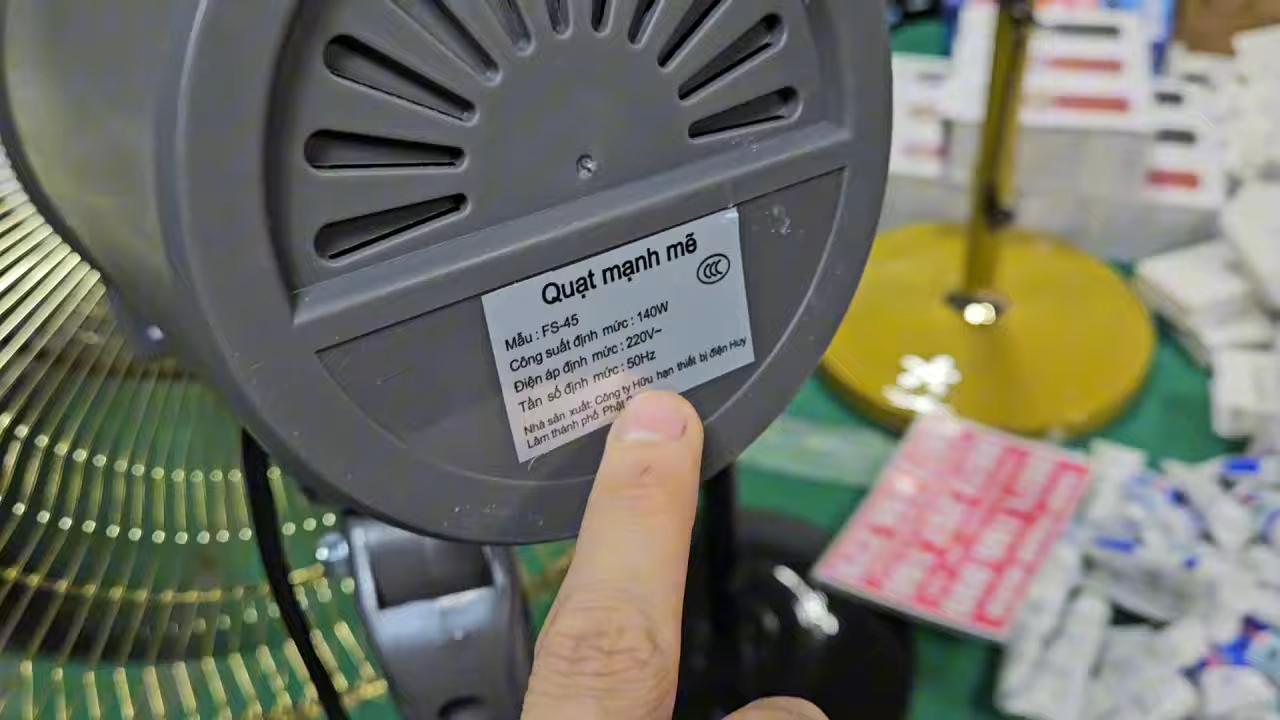 Quạt mạnh mẽ
Mẫu : FS-45
Công suất định mức : 140W
Điện áp định mức : 220V~
Tần số định mức : 50Hz
Nhà sản xuất: Công ty Hữu hạn thiết bị điện Huy
Lâm thành phố Phật